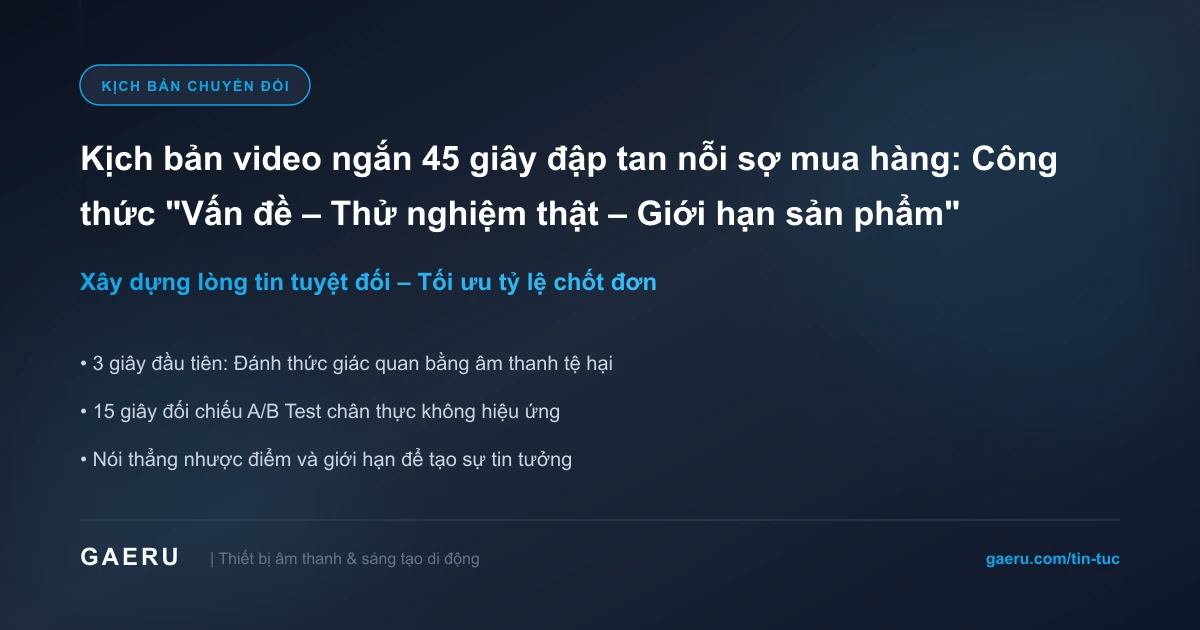 KỊCH BẢN CHUYỂN ĐỔI
Kịch bản video ngắn 45 giây đập tan nỗi sợ mua hàng: Công
thức "Vấn đề – Thử nghiệm thật – Giới hạn sản phẩm"
Xây dựng lòng tin tuyệt đối – Tối ưu tỷ lệ chốt đơn
• 3 giây đầu tiên: Đánh thức giác quan bằng âm thanh tệ hại
• 15 giây đối chiếu A/B Test chân thực không hiệu ứng
• Nói thẳng nhược điểm và giới hạn để tạo sự tin tưởng
GAERU | Thiết bị âm thanh & sáng tạo di động
gaeru.com/tin-tuc